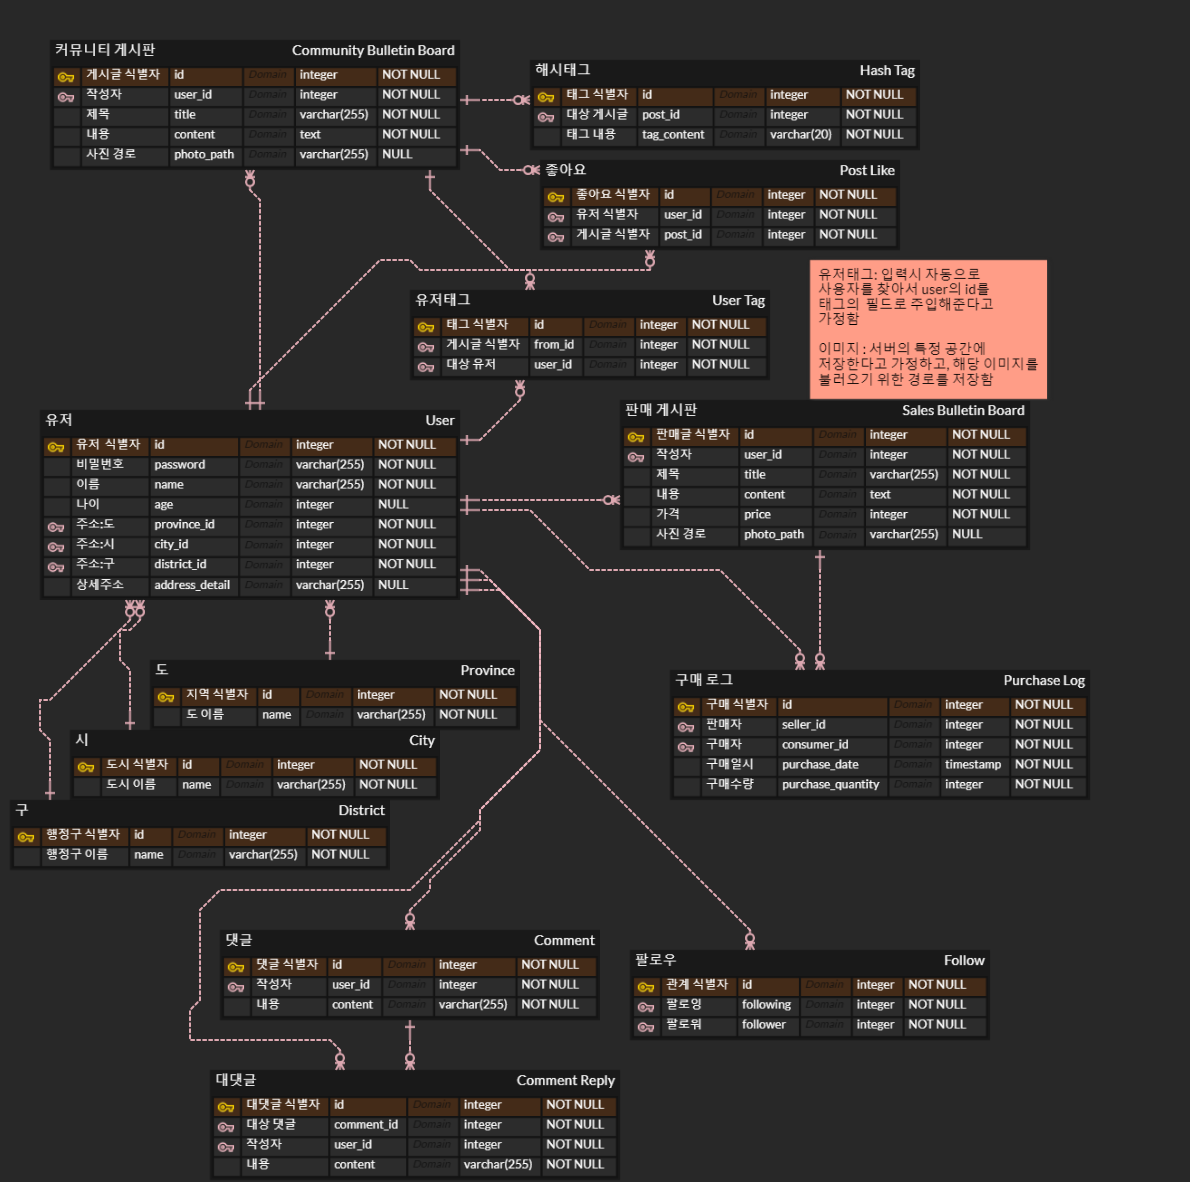 커뮤니티 게시판 Community Bulletin Board
게시글 식별자 id Domain integer NOT NULL
작성자 user_id Domain integer NOT NULL
제목 title Domain varchar(255) NOT NULL
내용 content Domain text NOT NULL
사진 경로 photo_path Domain varchar(255) NULL
해시태그 Hash Tag
태그 식별자 id Domain integer NOT NULL
대상 게시글 post_id Domain integer NOT NULL
태그 내용 tag_content Domain varchar(20) NOT NULL
좋아요 Post Like
좋아요 식별자 id Domain integer NOT NULL
유저 식별자 user_id Domain integer NOT NULL
게시글 식별자 post_id Domain integer NOT NULL
유저태그: 입력시 자동으로
사용자를 찾아서 user의 id를
태그의 필드로 주입해준다고
가정함
이미지 : 서버의 특정 공간에
저장한다고 가정하고, 해당 이미지를
불러오기 위한 경로를 저장함
유저태그 User Tag
태그 식별자 id Domain integer NOT NULL
게시글 식별자 from_id Domain integer NOT NULL
대상 유저 user_id Domain integer NOT NULL
유저 User
유저 식별자 id Domain integer NOT NULL
비밀번호 password Domain varchar(255) NOT NULL
이름 name Domain varchar(255) NOT NULL
나이 age Domain integer NULL
주소:도 province_id Domain integer NOT NULL
주소:시 city_id Domain integer NOT NULL
주소:구 district_id Domain integer NOT NULL
상세주소 address_detail Domain varchar(255) NULL
판매 게시판 Sales Bulletin Board
판매글 식별자 id Domain integer NOT NULL
작성자 user_id Domain integer NOT NULL
제목 title Domain varchar(255) NOT NULL
내용 content Domain text NOT NULL
가격 price Domain integer NOT NULL
사진 경로 photo_path Domain varchar(255) NULL
도 Province
지역 식별자 id Domain integer NOT NULL
도 이름 name Domain varchar(255) NOT NULL
시 City
도시 식별자 id Domain integer NOT NULL
도시 이름 name Domain varchar(255) NOT NULL
구 District
행정구 식별자 id Domain integer NOT NULL
행정구 이름 name Domain varchar(255) NOT NULL
구매 로그 Purchase Log
구매 식별자 id Domain integer NOT NULL
판매자 seller_id Domain integer NOT NULL
구매자 consumer_id Domain integer NOT NULL
구매일시 purchase_date Domain timestamp NOT NULL
구매수량 purchase_quantity Domain integer NOT NULL
댓글 Comment
댓글 식별자 id Domain integer NOT NULL
작성자 user_id Domain integer NOT NULL
내용 content Domain varchar(255) NOT NULL
팔로우 Follow
관계 식별자 id Domain integer NOT NULL
팔로잉 following Domain integer NOT NULL
팔로워 follower Domain integer NOT NULL
대댓글 Comment Reply
대댓글 식별자 id Domain integer NOT NULL
대상 댓글 comment_id Domain integer NOT NULL
작성자 user_id Domain integer NOT NULL
내용 content Domain varchar(255) NOT NULL